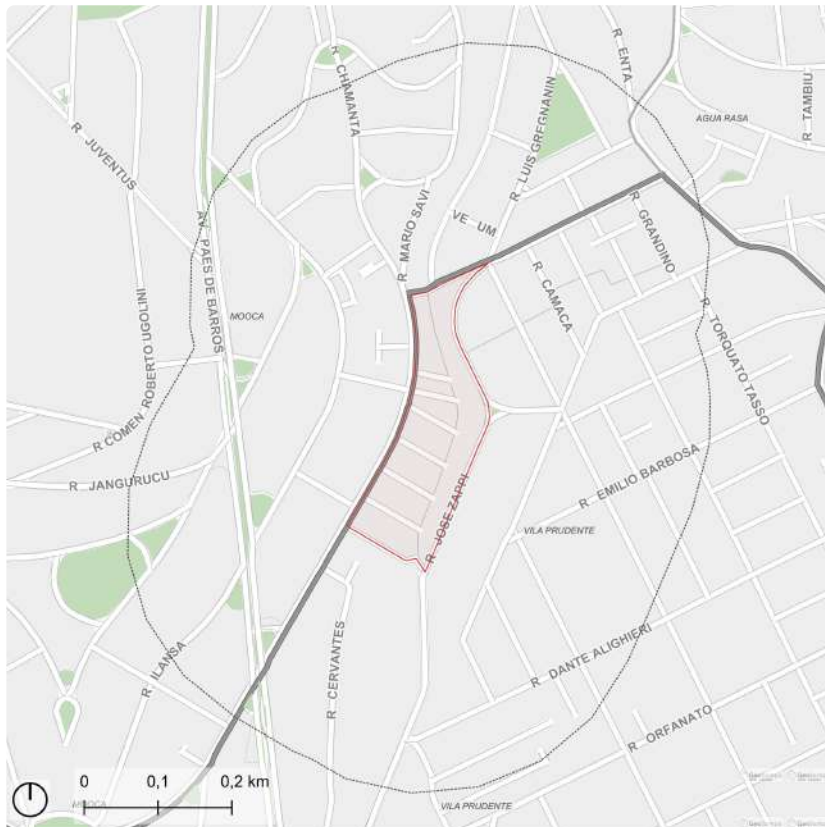 R ENTA
R CHAMANTA
R LUIS GREGNANIN
R TAMBIU
AGUA RASA
R JUVENTUS
AV. PAES DE BARROS
R MARIO SAVI
VE UM
R GRANDINO
R CAMACA
MOOCA
R COMEN ROBERTO UGOLINI
R TORQUATO TASSO
R JANGURUCU
R EMILIO BARBOSA
R JOSE ZAPPI
VILA PRUDENTE
R ILANSA
R CERVANTES
R DANTE ALIGHIERI
R ORFANATO
0 0,1 0,2 km
MOOCA
VILA PRUDENTE